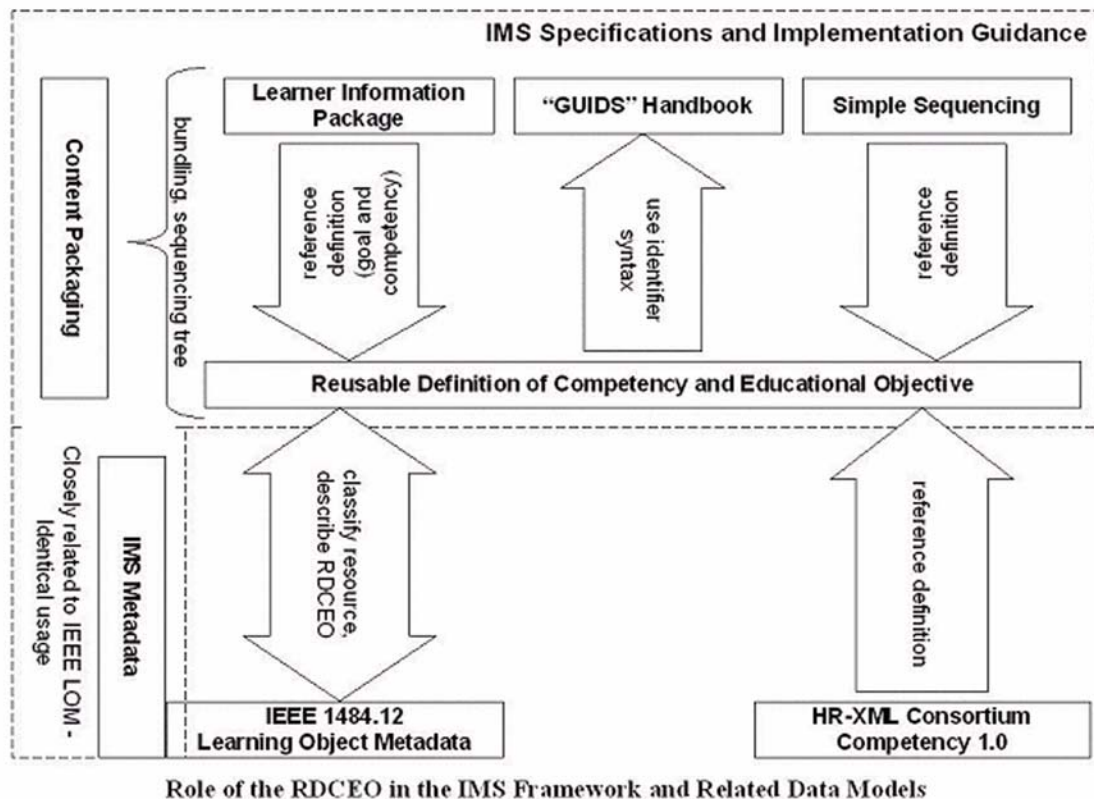 IMS Specifications and Implementation Guidance
Content Packaging
bundling, sequencing tree
Learner Information
Package
“GUIDS” Handbook
Simple Sequencing
reference
definition
goal) and
competency(/
use identifier
syntax
reference
definition
Reusable Definition of Competency and Educational Objective
Closely related to IEEE LOM -
Identical usage
IMS Metadata
classify resource,
describe RDCEO
reference definition
IEEE 1484.12
Learning Object Metadata
HR-XML Consortium
Competency 1.0
Role of the RDCEO in the IMS Framework and Related Data Models